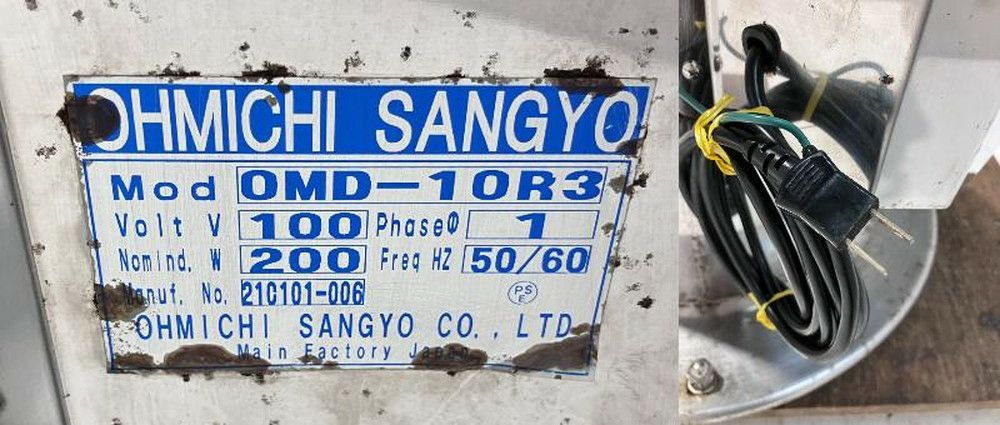 OHMICHI SANGYO
Mod OMD-10R3
Volt V 100 Phase Φ 1
Nomind. W 200 Freq HZ 50/60
Manuf. No. 210101-006
PS
E
OHMICHI SANGYO CO., LTD
Main Factory Japan